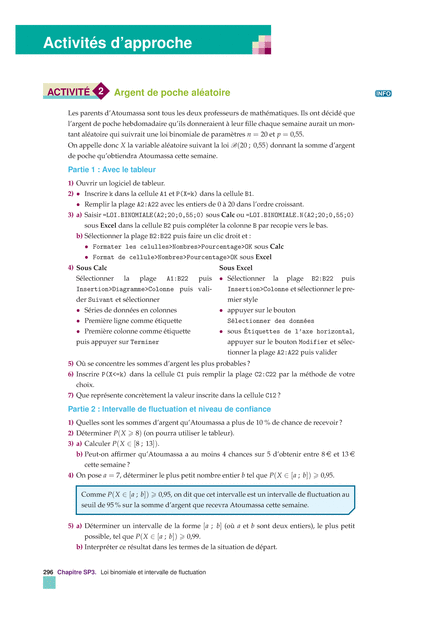 Activités d'approche
ACTIVITÉ 2 Argent de poche aléatoire
INFO
Les parents d'Atoumassa sont tous les deux professeurs de mathématiques. Ils ont décidé que
l'argent de poche hebdomadaire qu'ils donneraient à leur fille chaque semaine aurait un mon-
tant aléatoire qui suivrait une loi binomiale de paramètres n = 20 et p = 0,55.
On appelle donc X la variable aléatoire suivant la loi ℬ(20 ; 0,55) donnant la somme d'argent
de poche qu'obtiendra Atoumassa cette semaine.
Partie 1 : Avec le tableur
1) Ouvrir un logiciel de tableur.
2) • Inscrire k dans la cellule A1 et P(X=k) dans la cellule B1.
• Remplir la plage A2:A22 avec les entiers de 0 à 20 dans l'ordre croissant.
3) a) Saisir =LOI.BINOMIALE(A2;20;0,55;0) sous Calc ou =LOI.BINOMIALE.N(A2;20;0,55;0)
sous Excel dans la cellule B2 puis compléter la colonne B par recopie vers le bas.
b) Sélectionner la plage B2:B22 puis faire un clic droit et :
• Formater les celulles>Nombres>Pourcentage>OK sous Calc
• Format de cellule>Nombres>Pourcentage>OK sous Excel
4) Sous Calc
Sélectionner la plage A1:B22 puis
Insertion>Diagramme>Colonne puis vali-
der Suivant et sélectionner
• Séries de données en colonnes
• Première ligne comme étiquette
• Première colonne comme étiquette
puis appuyer sur Terminer
Sous Excel
• Sélectionner la plage B2:B22 puis
Insertion>Colonne et sélectionner le pre-
mier style
• appuyer sur le bouton
Sélectionner des données
• sous Étiquettes de l'axe horizontal,
appuyer sur le bouton Modifier et sélec-
tionner la plage A2:A22 puis valider
5) Où se concentre les sommes d'argent les plus probables ?
6) Inscrire P(X<=k) dans la cellule C1 puis remplir la plage C2:C22 par la méthode de votre
choix.
7) Que représente concrètement la valeur inscrite dans la cellule C12 ?
Partie 2 : Intervalle de fluctuation et niveau de confiance
1) Quelles sont les sommes d'argent qu'Atoumassa a plus de 10 % de chance de recevoir ?
2) Déterminer P(X ⩾ 8) (on pourra utiliser le tableur).
3) a) Calculer P(X ∈ [8 ; 13]).
b) Peut-on affirmer qu'Atoumassa a au moins 4 chances sur 5 d'obtenir entre 8 € et 13 €
cette semaine ?
4) On pose a = 7, déterminer le plus petit nombre entier b tel que P(X ∈ [a ; b]) ⩾ 0,95.
Comme P(X ∈ [a ; b]) ⩾ 0,95, on dit que cet intervalle est un intervalle de fluctuation au
seuil de 95 % sur la somme d'argent que recevra Atoumassa cette semaine.
5) a) Déterminer un intervalle de la forme [a ; b] (où a et b sont deux entiers), le plus petit
possible, tel que P(X ∈ [a ; b]) ⩾ 0,99.
b) Interpréter ce résultat dans les termes de la situation de départ.
296 Chapitre SP3. Loi binomiale et intervalle de fluctuation